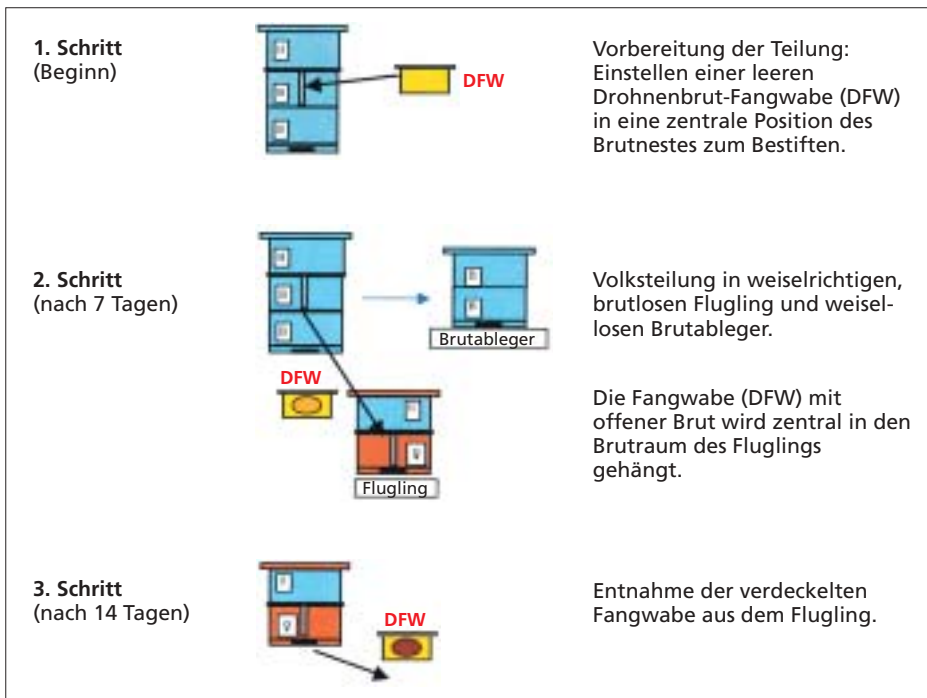 1. Schritt
(Beginn)
DFW
Vorbereitung der Teilung:
Einstellen einer leeren
Drohnenbrut-Fangwabe (DFW)
in eine zentrale Position des
Brutnestes zum Bestiften.
2. Schritt
(nach 7 Tagen)
Brutableger
DFW
Flugling
Volksteilung in weiselrichtigen,
brutlosen Flugling und weisel-
losen Brutableger.
Die Fangwabe (DFW) mit
offener Brut wird zentral in den
Brutraum des Fluglings
gehängt.
3. Schritt
(nach 14 Tagen)
DFW
Entnahme der verdeckelten
Fangwabe aus dem Flugling.